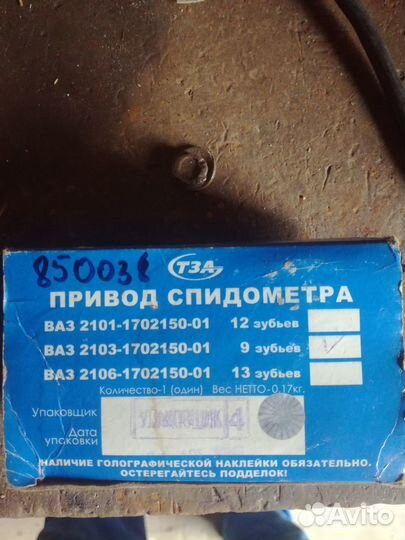 850038
ТЗА
ПРИВОД СПИДОМЕТРА
ВАЗ 2101-1702150-01 12 зубьев
ВАЗ 2103-1702150-01 9 зубьев
ВАЗ 2106-1702150-01 13 зубьев
Количество-1 (один) Вес НЕТТО-0,17кг.
Упаковщик УПАКОВЩИК 4
Дата упаковки
НАЛИЧИЕ ГОЛОГРАФИЧЕСКОЙ НАКЛЕЙКИ ОБЯЗАТЕЛЬНО.
ОСТЕРЕГАЙТЕСЬ ПОДДЕЛОК!
Avito